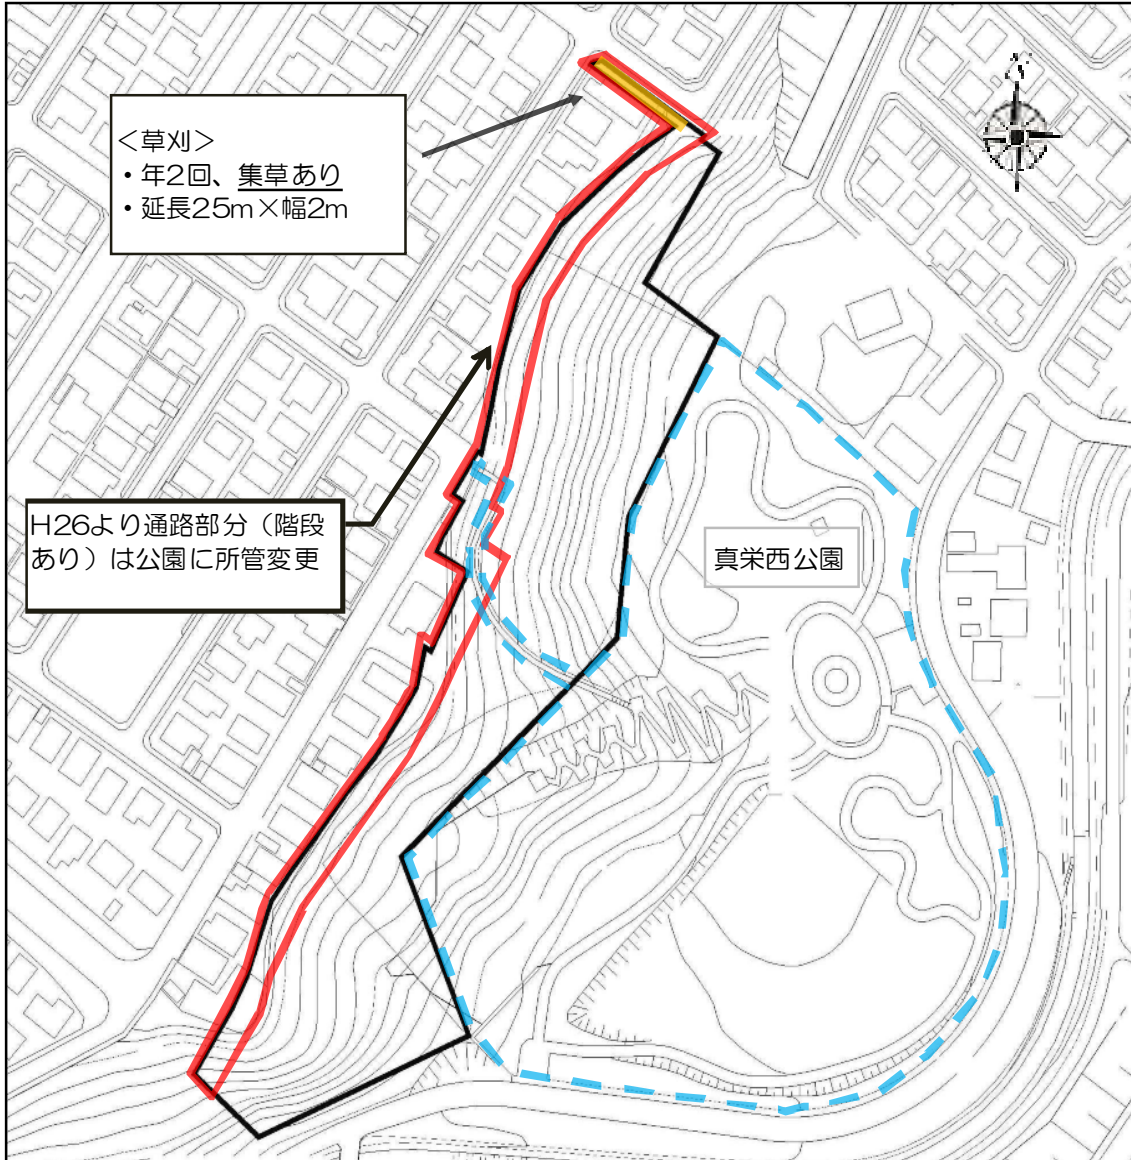 ＜草刈＞
・年2回、集草あり
・延長25m×幅2m
H26より通路部分（階段
あり）は公園に所管変更
真栄西公園